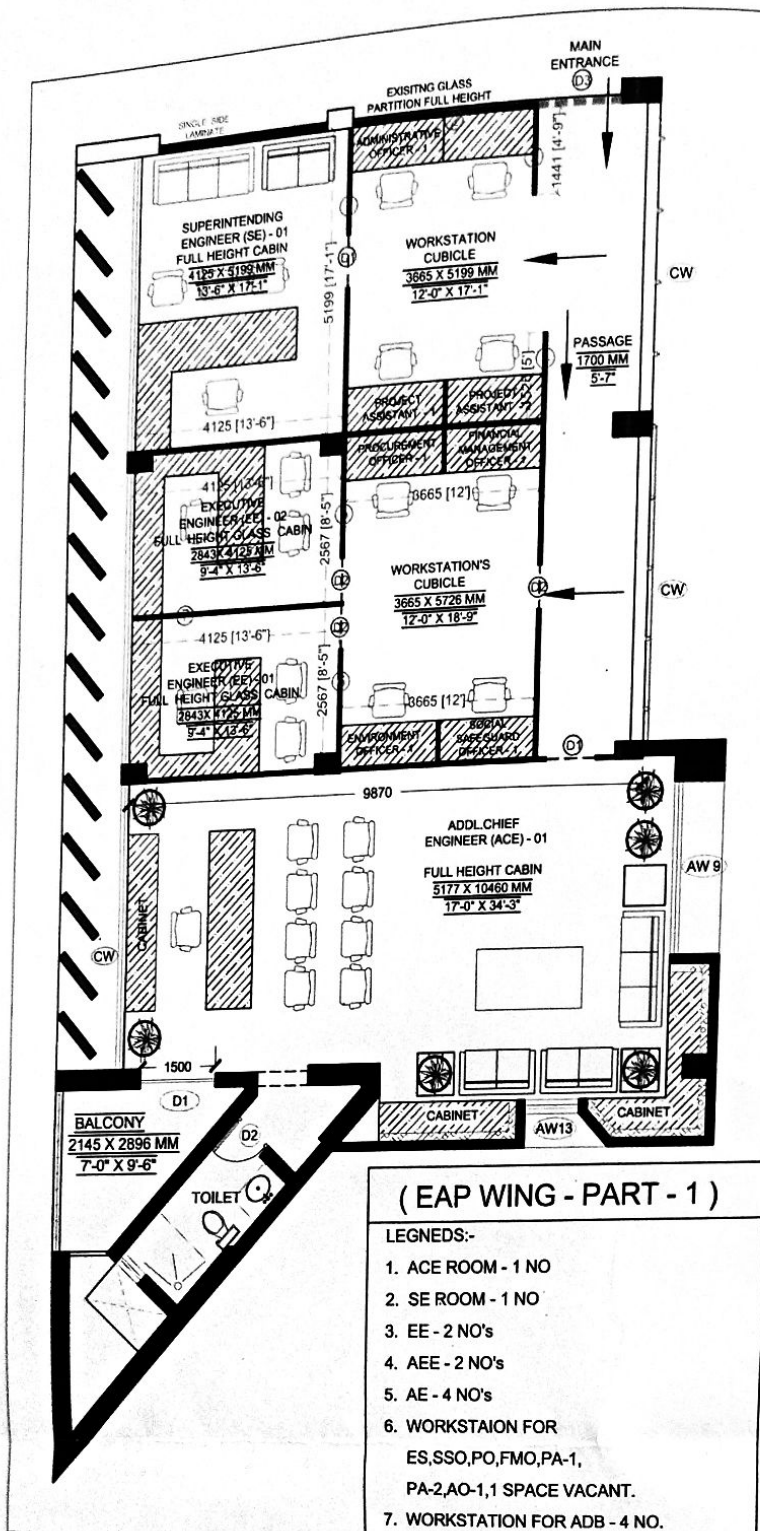 MAIN
ENTRANCE
D3
EXISITNG GLASS
PARTITION FULL HEIGHT
SINGLE SIDE
LAMINATE
ADMINISTRATIVE
OFFICER - 1
1441 [4'-9"]
SUPERINTENDING
ENGINEER (SE) - 01
FULL HEIGHT CABIN
4125 X 5199 MM
13'-6" X 17'-1"
D1
5199 [17'-1"]
WORKSTATION
CUBICLE
3665 X 5199 MM
12'-0" X 17'-1"
CW
PASSAGE
1700 MM
5'-7"
4125 [13'-6"]
PROJECT
ASSISTANT - 1
PROJECT
ASSISTANT - 2
PROCUREMENT
OFFICER - 1
FINANCIAL
MANAGEMENT
OFFICER - 1
4125 [13'-6"]
EXECUTIVE
ENGINEER (EE) - 02
FULL HEIGHT GLASS CABIN
2843 X 4125 MM
9'-4" X 13'-6"
2567 [8'-5"]
3665 [12']
D2
WORKSTATION'S
CUBICLE
3665 X 5726 MM
12'-0" X 18'-9"
D2
CW
4125 [13'-6"]
D2
EXECUTIVE
ENGINEER (EE) - 01
FULL HEIGHT GLASS CABIN
2843X 4125 MM
9'-4" X 13'-6"
2567 [8'-5"]
3665 [12']
ENVIRONMENT
OFFICER - 1
SOCIAL
SAFEGUARD
OFFICER - 1
D1
9870
ADDL.CHIEF
ENGINEER (ACE) - 01
FULL HEIGHT CABIN
5177 X 10460 MM
17'-0" X 34'-3"
AW 9
CABINET
CW
1500
D1
BALCONY
2145 X 2896 MM
7'-0" X 9'-6"
D2
TOILET
CABINET
AW13
CABINET
( EAP WING - PART - 1 )
LEGNEDS:-
1. ACE ROOM - 1 NO
2. SE ROOM - 1 NO
3. EE - 2 NO's
4. AEE - 2 NO's
5. AE - 4 NO's
6. WORKSTAION FOR
ES,SSO,PO,FMO,PA-1,
PA-2,AO-1,1 SPACE VACANT.
7. WORKSTATION FOR ADB - 4 NO.